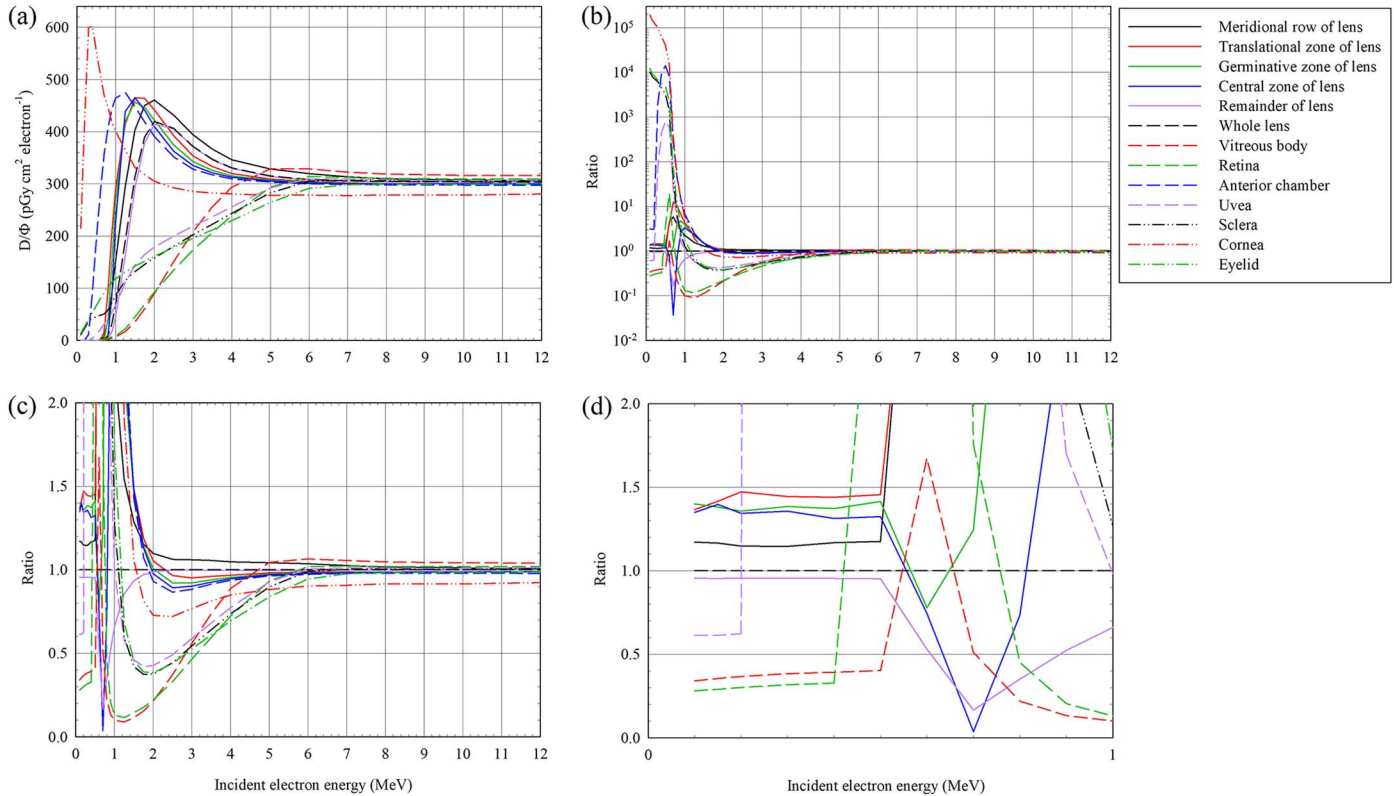 (a)
D/Φ (pGy cm² electron⁻¹)
600
500
400
300
200
100
0
0 1 2 3 4 5 6 7 8 9 10 11 12
(b)
Ratio
10⁵
10⁴
10³
10²
10¹
10⁰
10⁻¹
10⁻²
0 1 2 3 4 5 6 7 8 9 10 11 12
Meridional row of lens
Translational zone of lens
Germinative zone of lens
Central zone of lens
Remainder of lens
Whole lens
Vitreous body
Retina
Anterior chamber
Uvea
Sclera
Cornea
Eyelid
(c)
Ratio
2.0
1.5
1.0
0.5
0.0
0 1 2 3 4 5 6 7 8 9 10 11 12
Incident electron energy (MeV)
(d)
Ratio
2.0
1.5
1.0
0.5
0.0
0 1
Incident electron energy (MeV)